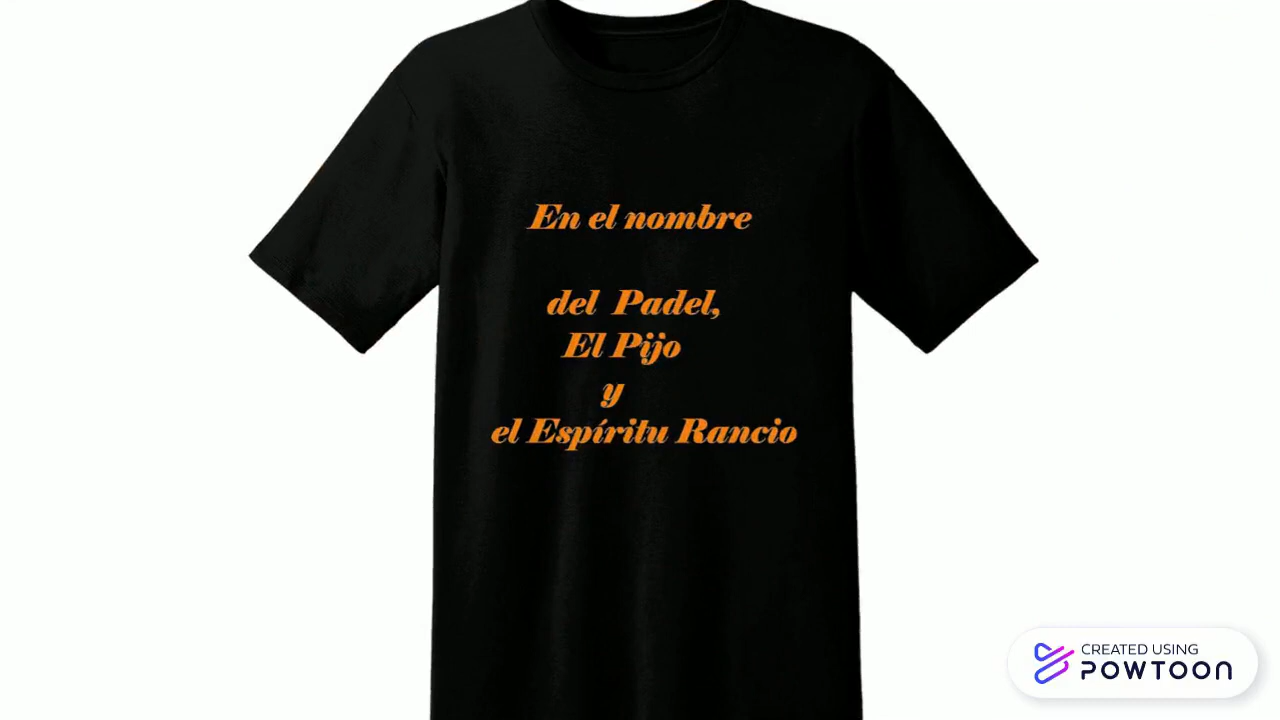 En el nombre
del Padel,
El Pijo
y
el Espíritu Rancio
CREATED USING
POWTOON